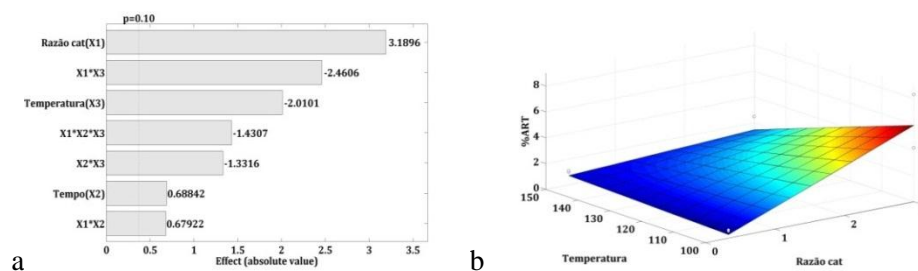 p=0.10
Razão cat(X1)
3.1896
X1*X3
-2.4606
Temperatura(X3)
-2.0101
X1*X2*X3
-1.4307
X2*X3
-1.3316
Tempo(X2)
0.68842
X1*X2
0.67922
0 0.5 1 1.5 2 2.5 3 3.5
Effect (absolute value)
a
%ART
8
6
4
2
0
150
140
130
120
110
100
Temperatura
0
1
2
Razão cat
b